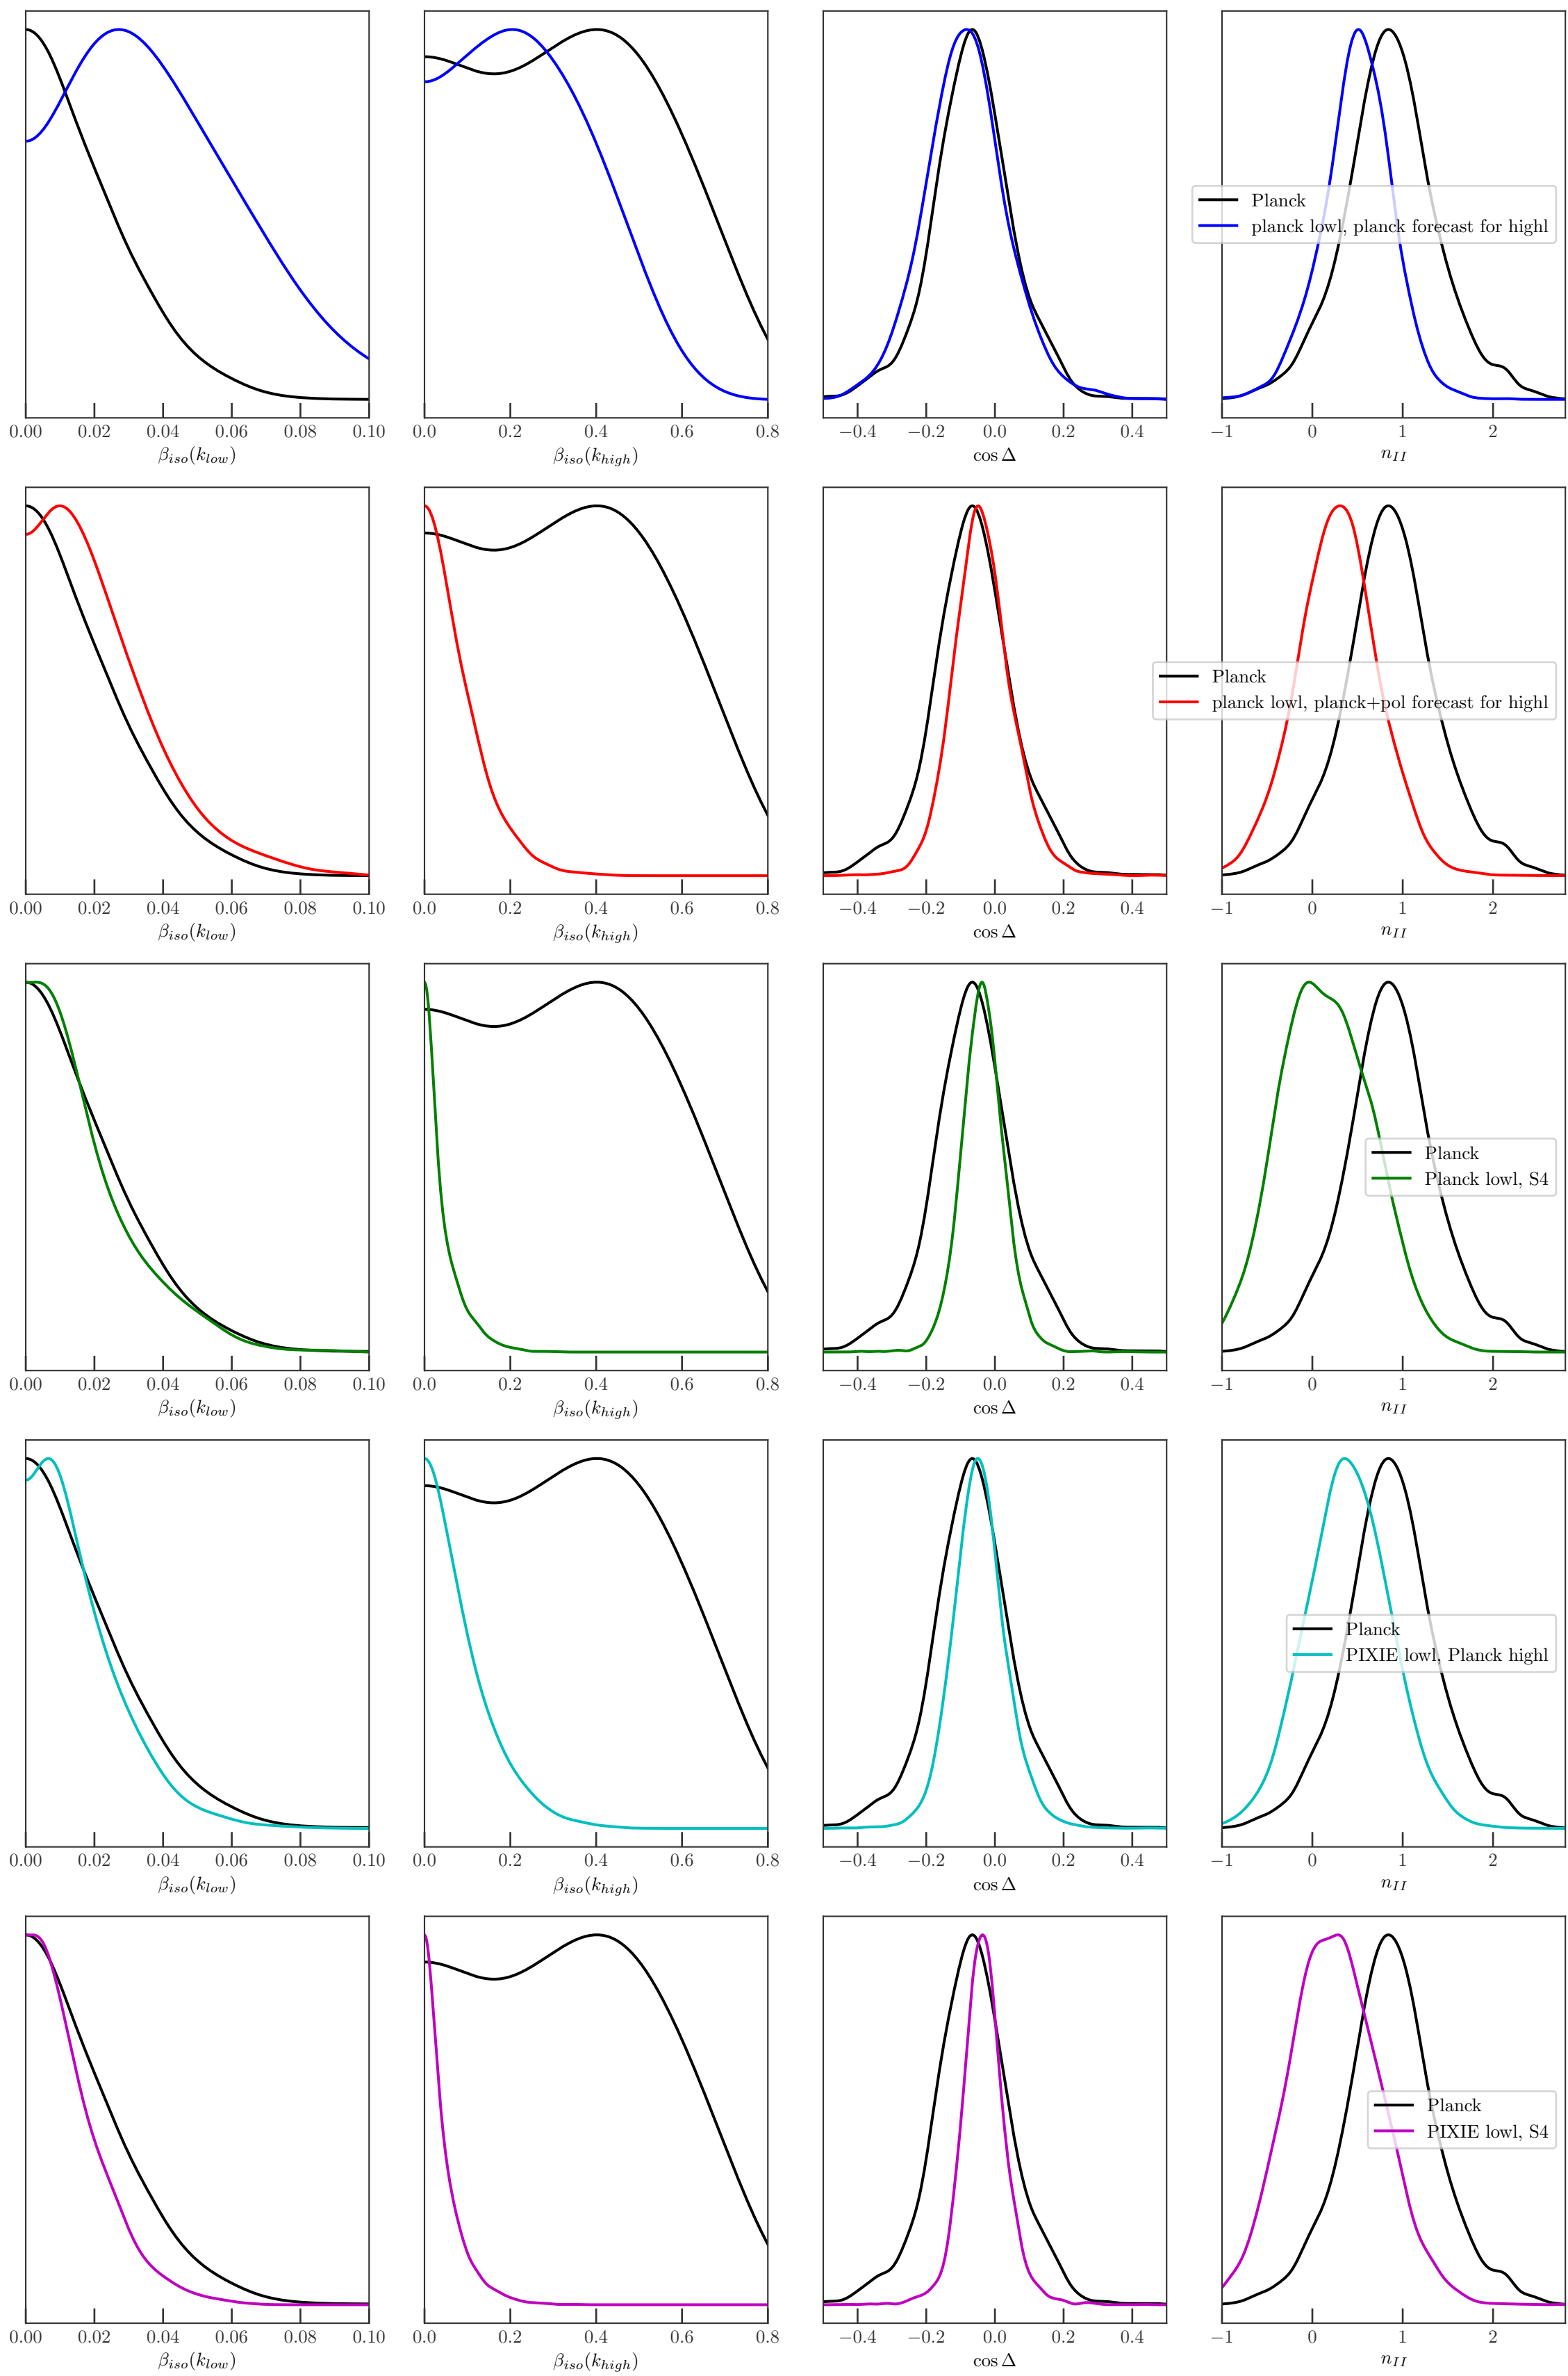 Planck
planck lowl, planck forecast for highl
0.00 0.02 0.04 0.06 0.08 0.10 0.0 0.2 0.4 0.6 0.8 −0.4 −0.2 0.0 0.2 0.4 −1 0 1 2
β_iso(k_low) β_iso(k_high) cos Δ n_II
Planck
planck lowl, planck+pol forecast for highl
0.00 0.02 0.04 0.06 0.08 0.10 0.0 0.2 0.4 0.6 0.8 −0.4 −0.2 0.0 0.2 0.4 −1 0 1 2
β_iso(k_low) β_iso(k_high) cos Δ n_II
Planck
Planck lowl, S4
0.00 0.02 0.04 0.06 0.08 0.10 0.0 0.2 0.4 0.6 0.8 −0.4 −0.2 0.0 0.2 0.4 −1 0 1 2
β_iso(k_low) β_iso(k_high) cos Δ n_II
Planck
PIXIE lowl, Planck highl
0.00 0.02 0.04 0.06 0.08 0.10 0.0 0.2 0.4 0.6 0.8 −0.4 −0.2 0.0 0.2 0.4 −1 0 1 2
β_iso(k_low) β_iso(k_high) cos Δ n_II
Planck
PIXIE lowl, S4
0.00 0.02 0.04 0.06 0.08 0.10 0.0 0.2 0.4 0.6 0.8 −0.4 −0.2 0.0 0.2 0.4 −1 0 1 2
β_iso(k_low) β_iso(k_high) cos Δ n_II